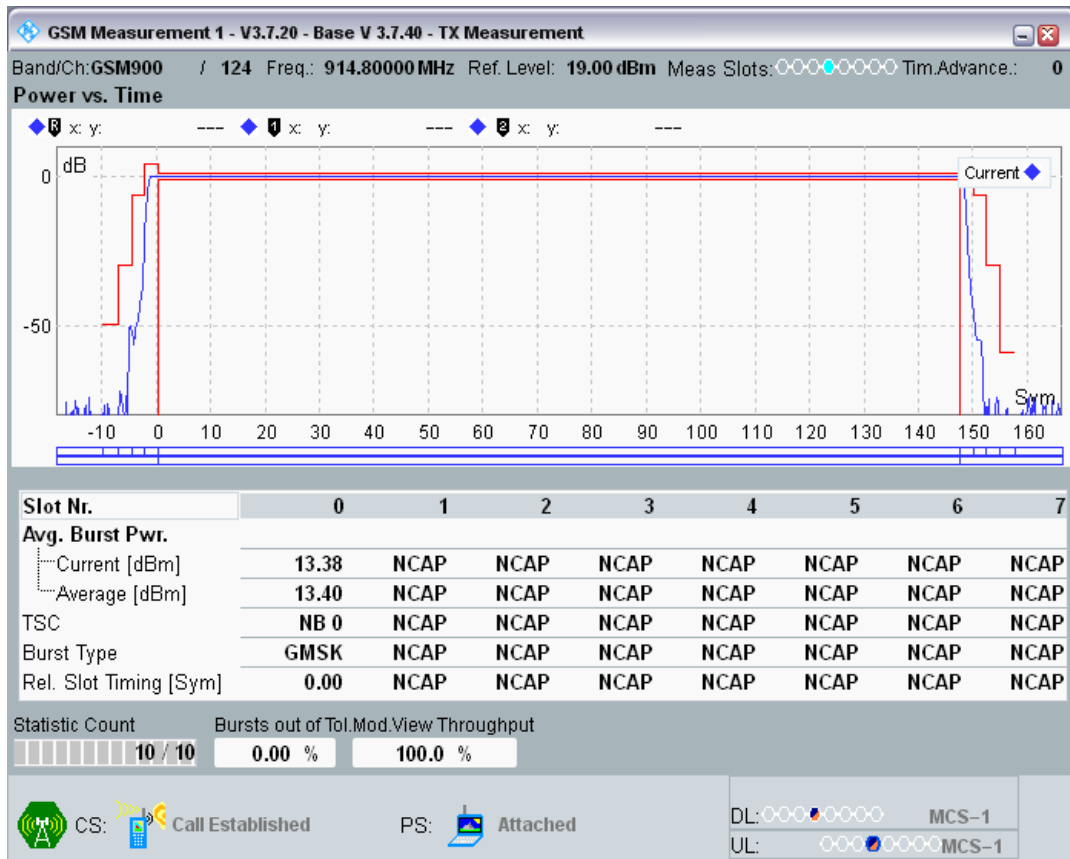 GSM Measurement 1 - V3.7.20 - Base V 3.7.40 - TX Measurement
Band/Ch:GSM900 / 124 Freq.: 914.80000 MHz Ref. Level: 19.00 dBm Meas Slots: Tim.Advance.: 0
Power vs. Time
R x: y: --- 1 x: y: --- 2 x: y: ---
dB
Current
0
-50
Sym
-10 0 10 20 30 40 50 60 70 80 90 100 110 120 130 140 150 160
Slot Nr. 0 1 2 3 4 5 6 7
Avg. Burst Pwr.
Current [dBm] 13.38 NCAP NCAP NCAP NCAP NCAP NCAP NCAP
Average [dBm] 13.40 NCAP NCAP NCAP NCAP NCAP NCAP NCAP
TSC NB 0 NCAP NCAP NCAP NCAP NCAP NCAP NCAP
Burst Type GMSK NCAP NCAP NCAP NCAP NCAP NCAP NCAP
Rel. Slot Timing [Sym] 0.00 NCAP NCAP NCAP NCAP NCAP NCAP NCAP
Statistic Count Bursts out of Tol.Mod.View Throughput
10 / 10 0.00 % 100.0 %
CS: Call Established PS: Attached
DL: MCS-1
UL: MCS-1